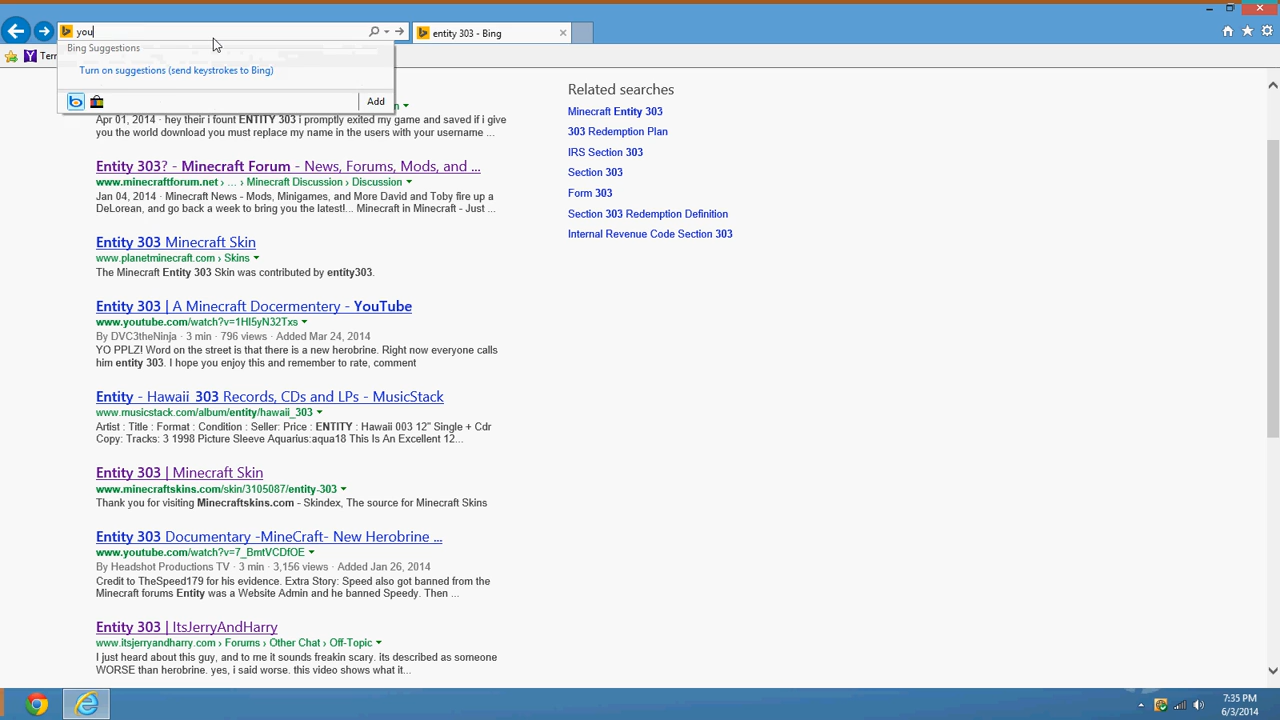 you
entity 303 - Bing
Bing Suggestions
Turn on suggestions (send keystrokes to Bing)
Add
Apr 01, 2014 · hey their i fount ENTITY 303 i promptly exited my game and saved if i give
you the world download you must replace my name in the users with your username ...
Entity 303? - Minecraft Forum - News, Forums, Mods, and ...
www.minecraftforum.net › ... › Minecraft Discussion › Discussion
Jan 04, 2014 · Minecraft News - Mods, Minigames, and More David and Toby fire up a
DeLorean, and go back a week to bring you the latest!... Minecraft in Minecraft - Just ...
Entity 303 Minecraft Skin
www.planetminecraft.com › Skins
The Minecraft Entity 303 Skin was contributed by entity303.
Entity 303 | A Minecraft Docermentery - YouTube
www.youtube.com/watch?v=1HI5yN32Txs
By DVC3theNinja · 3 min · 796 views · Added Mar 24, 2014
YO PPLZ! Word on the street is that there is a new herobrine. Right now everyone calls
him entity 303. I hope you enjoy this and remember to rate, comment
Entity - Hawaii 303 Records, CDs and LPs - MusicStack
www.musicstack.com/album/entity/hawaii_303
Artist : Title : Format : Condition : Seller: Price : ENTITY : Hawaii 003 12" Single + Cdr
Copy: Tracks: 3 1998 Picture Sleeve Aquarius:aqua18 This Is An Excellent 12...
Entity 303 | Minecraft Skin
www.minecraftskins.com/skin/3105087/entity-303
Thank you for visiting Minecraftskins.com - Skindex, The source for Minecraft Skins
Entity 303 Documentary -MineCraft- New Herobrine ...
www.youtube.com/watch?v=7_BmtVCDfOE
By Headshot Productions TV · 3 min · 3,156 views · Added Jan 26, 2014
Credit to TheSpeed179 for his evidence. Extra Story: Speed also got banned from the
Minecraft forums Entity was a Website Admin and he banned Speedy. Then ...
Entity 303 | ItsJerryAndHarry
www.itsjerryandharry.com › Forums › Other Chat › Off-Topic
I just heard about this guy, and to me it sounds freakin scary. its described as someone
WORSE than herobrine. yes, i said worse. this video shows what it...
Related searches
Minecraft Entity 303
303 Redemption Plan
IRS Section 303
Section 303
Form 303
Section 303 Redemption Definition
Internal Revenue Code Section 303
7:35 PM
6/3/2014